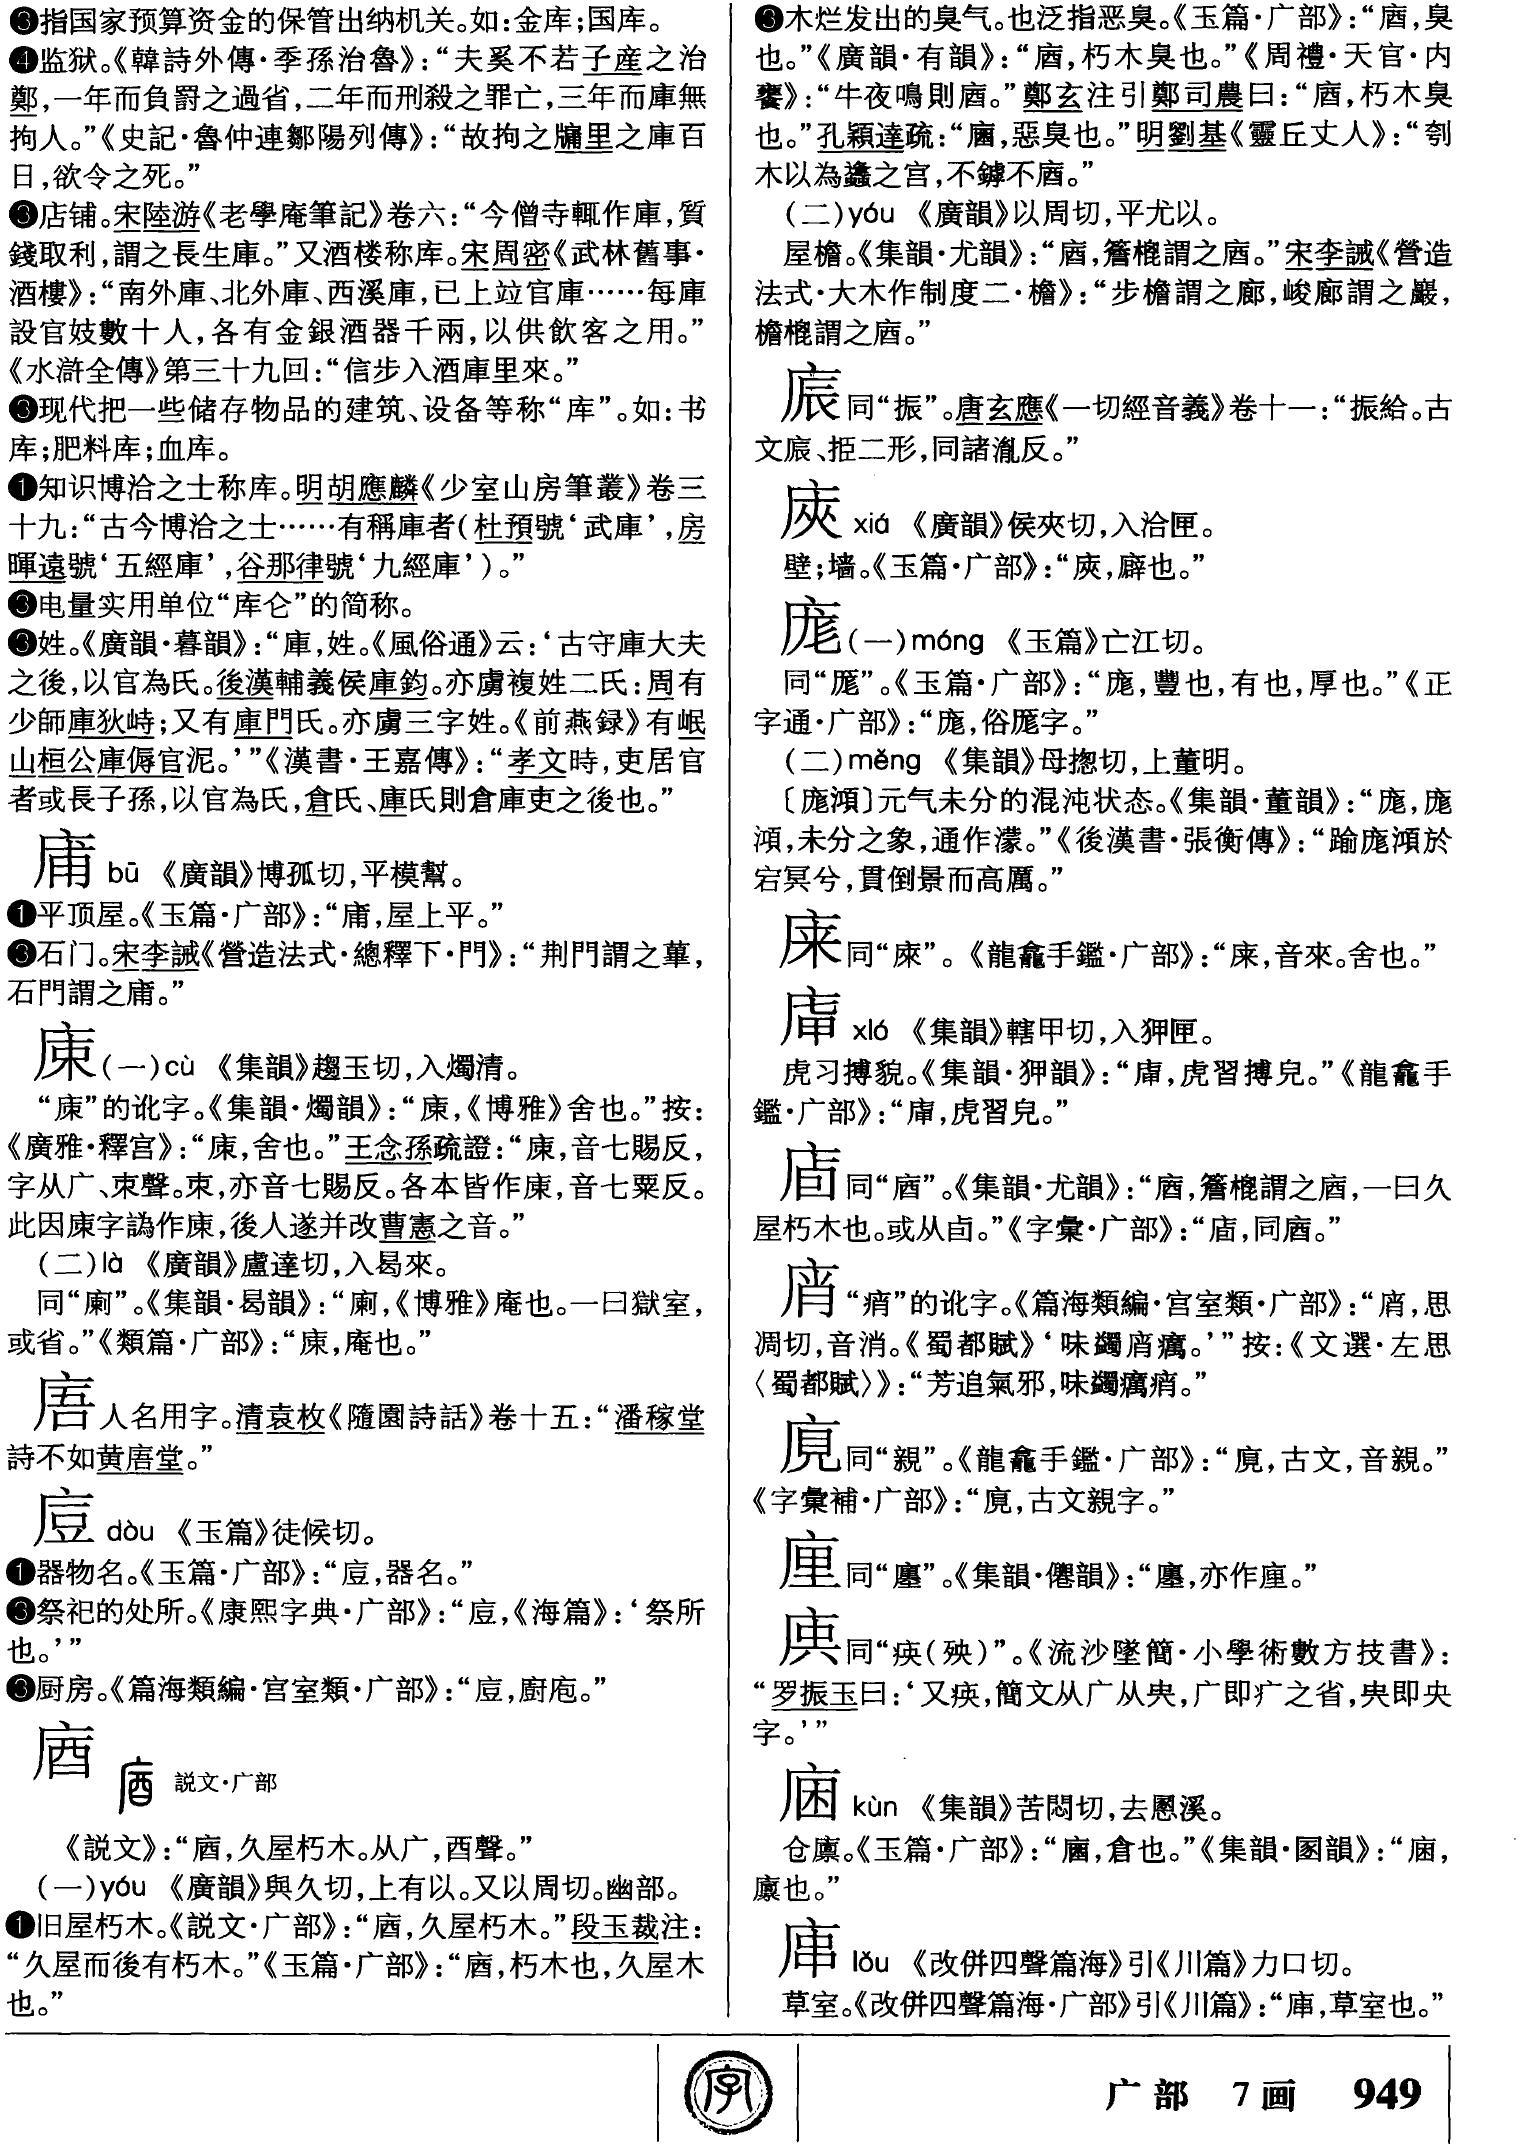 ❸指国家预算资金的保管出纳机关。如:金库;国库。
❹监狱。《韓詩外傳·季孫治魯》:“夫奚不若子産之治
鄭,一年而負罰之過省,二年而刑殺之罪亡,三年而庫無
拘人。”《史記·魯仲連鄒陽列傳》:“故拘之牖里之庫百
日,欲令之死。”
❸店铺。宋陸游《老學庵筆記》卷六:“今僧寺輒作庫,質
錢取利,謂之長生庫。”又酒楼称库。宋周密《武林舊事·
酒樓》:“南外庫、北外庫、西溪庫,已上竝官庫……每庫
設官妓數十人,各有金銀酒器千兩,以供飲客之用。”
《水滸全傳》第三十九回:“信步入酒庫里來。”
❸现代把一些储存物品的建筑、设备等称“库”。如:书
库;肥料库;血库。
❶知识博洽之士称库。明胡應麟《少室山房筆叢》卷三
十九:“古今博洽之士……有稱庫者(杜預號‘武庫’,房
暉遠號‘五經庫’,谷那律號‘九經庫’)。”
❸电量实用单位“库仑”的简称。
❸姓。《廣韻·暮韻》:“庫,姓。《風俗通》云:‘古守庫大夫
之後,以官為氏。後漢輔義侯庫鈞。亦虜複姓二氏:周有
少師庫狄峙;又有庫門氏。亦虜三字姓。《前燕録》有岷
山桓公庫傉官泥。’”《漢書·王嘉傳》:“孝文時,吏居官
者或長子孫,以官為氏,倉氏、庫氏則倉庫吏之後也。”
庯 bū 《廣韻》博孤切,平模幫。
❶平顶屋。《玉篇·广部》:“庯,屋上平。”
❸石门。宋李誡《營造法式·總釋下·門》:“荆門謂之蓽,
石門謂之庯。”
㡽(一)cù 《集韻》趨玉切,入燭清。
“庩”的讹字。《集韻·燭韻》:“㡽,《博雅》舍也。”按:
《廣雅·釋宫》:“㡹,舍也。”王念孫疏證:“㡹,音七賜反,
字从广、朿聲。朿,亦音七賜反。各本皆作㡽,音七粟反。
此因㡹字譌作㡽,後人遂并改曹憲之音。”
(二)là 《廣韻》盧達切,入曷來。
同“㕅”。《集韻·曷韻》:“㕅,《博雅》庵也。一曰獄室,
或省。”《類篇·广部》:“㡽,庵也。”
㡰人名用字。清袁枚《隨園詩話》卷十五:“潘稼堂
詩不如黄唐堂。”
㡴 dòu 《玉篇》徒候切。
❶器物名。《玉篇·广部》:“㡴,器名。”
❸祭祀的处所。《康熙字典·广部》:“㡴,《海篇》:‘祭所
也。’”
❸厨房。《篇海類編·宫室類·广部》:“㡴,廚庖。”
庮 庮 説文·广部
《説文》:“庮,久屋朽木。从广,酉聲。”
(一)yóu 《廣韻》與久切,上有以。又以周切。幽部。
❶旧屋朽木。《説文·广部》:“庮,久屋朽木。”段玉裁注:
“久屋而後有朽木。”《玉篇·广部》:“庮,朽木也,久屋木
也。”
❸木烂发出的臭气。也泛指恶臭。《玉篇·广部》:“庮,臭
也。”《廣韻·有韻》:“庮,朽木臭也。”《周禮·天官·内
饔》:“牛夜鳴則庮。”鄭玄注引鄭司農曰:“庮,朽木臭
也。”孔穎達疏:“庮,惡臭也。”明劉基《靈丘丈人》:“刳
木以為蠭之宫,不罅不庮。”
(二)yóu 《廣韻》以周切,平尤以。
屋檐。《集韻·尤韻》:“庮,簷梍謂之庮。”宋李誡《營造
法式·大木作制度二·檐》:“步檐謂之廊,峻廊謂之巖,
檐梍謂之庮。”
㡲同“振”。唐玄應《一切經音義》卷十一:“振給。古
文㡲、挋二形,同諸胤反。”
㡸 xiá 《廣韻》侯夾切,入洽匣。
壁;墙。《玉篇·广部》:“㡸,廦也。”
庬(一)móng 《玉篇》亡江切。
同“厖”。《玉篇·广部》:“庬,豐也,有也,厚也。”《正
字通·广部》:“庬,俗厖字。”
(二)měng 《集韻》母揔切,上董明。
〔庬澒〕元气未分的混沌状态。《集韻·董韻》:“庬,庬
澒,未分之象,通作濛。”《後漢書·張衡傳》:“踰庬澒於
宕冥兮,貫倒景而高厲。”
庲同“庲”。《龍龕手鑑·广部》:“庲,音來。舍也。”
㡺 xió 《集韻》轄甲切,入狎匣。
虎习搏貌。《集韻·狎韻》:“㡺,虎習搏皃。”《龍龕手
鑑·广部》:“㡺,虎習皃。”
同“庮”。《集韻·尤韻》:“庮,簷梍謂之庮,一曰久
屋朽木也。或从卣。”《字彙·广部》:“㡱,同庮。”
“痟”的讹字。《篇海類編·宫室類·广部》:“㡮,思
凋切,音消。《蜀都賦》‘味蠲㡮癘。’”按:《文選·左思
〈蜀都賦〉》:“芳追氣邪,味蠲癘痟。”
同“親”。《龍龕手鑑·广部》:“𢈠,古文,音親。”
《字彙補·广部》:“𢈠,古文親字。”
㢆同“廛”。《集韻·僊韻》:“廛,亦作㢆。”
同“㾄(殃)”。《流沙墜簡·小學術數方技書》:
“罗振玉曰:‘又㾄,簡文从广从央,广即疒之省,央即央
字。’”
㡷 kùn 《集韻》苦悶切,去慁溪。
仓廪。《玉篇·广部》:“㡷,倉也。”《集韻·圂韻》:“㡷,
廩也。”
lǒu 《改併四聲篇海》引《川篇》力口切。
草室。《改併四聲篇海·广部》引《川篇》:“庫,草室也。”
字
广部 7画 949